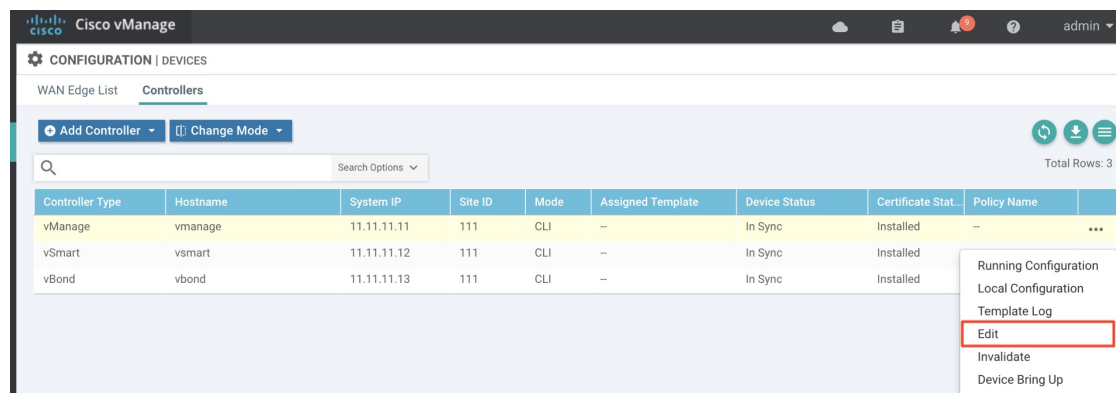 CISCO Cisco vManage 9 admin
CONFIGURATION | DEVICES
WAN Edge List Controllers
Add Controller Change Mode
Search Options Total Rows: 3
Controller Type Hostname System IP Site ID Mode Assigned Template Device Status Certificate Stat... Policy Name
vManage vmanage 11.11.11.11 111 CLI -- In Sync Installed -- •••
vSmart vsmart 11.11.11.12 111 CLI -- In Sync Installed
vBond vbond 11.11.11.13 111 CLI -- In Sync Installed
Running Configuration
Local Configuration
Template Log
Edit
Invalidate
Device Bring Up